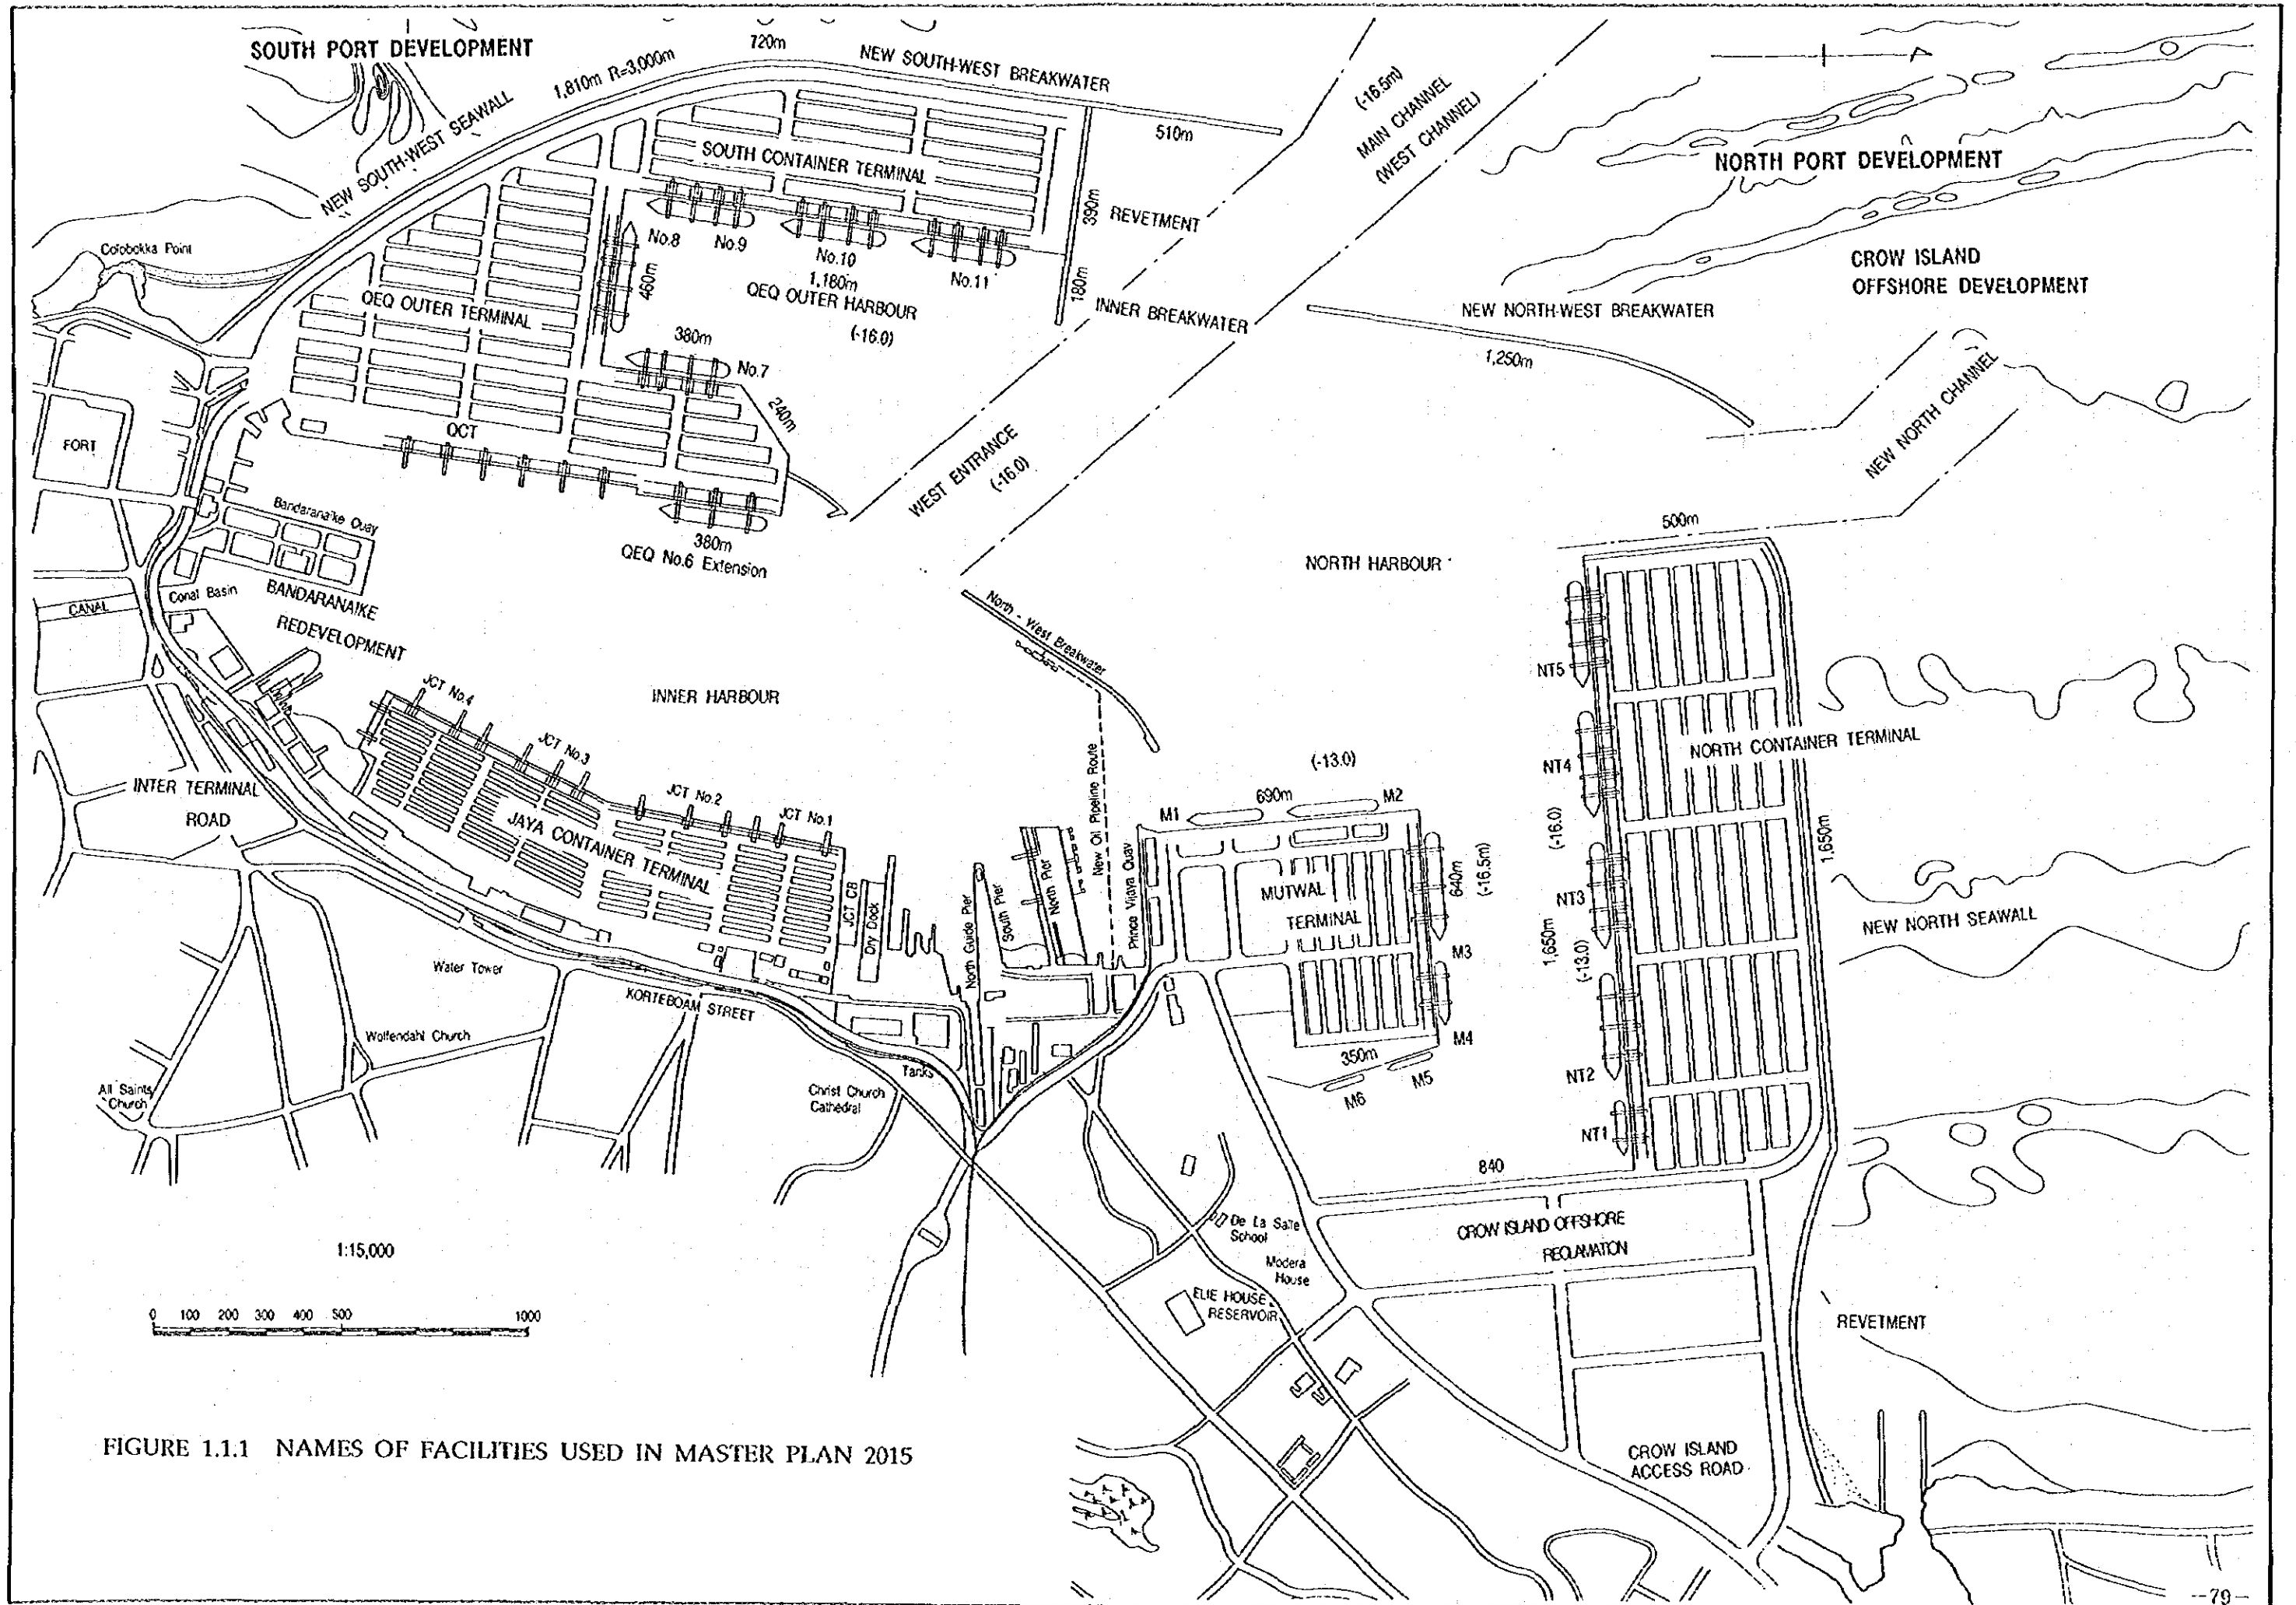 SOUTH PORT DEVELOPMENT
720m
NEW SOUTH-WEST BREAKWATER
1,810m R=3,000m
NEW SOUTH-WEST SEAWALL
510m
(-16.5m)
MAIN CHANNEL
(WEST CHANNEL)
NORTH PORT DEVELOPMENT
SOUTH CONTAINER TERMINAL
390m
REVETMENT
No.8
No.9
No.10
No.11
1,180m
QEQ OUTER HARBOUR
(-16.0)
460m
180m
INNER BREAKWATER
CROW ISLAND
OFFSHORE DEVELOPMENT
NEW NORTH-WEST BREAKWATER
1,250m
NEW NORTH CHANNEL
Colobokka Point
QEQ OUTER TERMINAL
380m
No.7
240m
FORT
QCT
WEST ENTRANCE
(-16.0)
380m
QEQ No.6 Extension
Bandaranaike Quay
BANDARANAIKE
REDEVELOPMENT
CANAL
Canal Basin
NORTH HARBOUR
500m
North - West Breakwater
INNER HARBOUR
JCT No.4
JCT No.3
JCT No.2
JCT No.1
INTER TERMINAL
ROAD
JAYA CONTAINER TERMINAL
JCT CB
Dry Dock
North Guide Pier
South Pier
North Pier
New Oil Pipeline Route
Prince Vijaya Quay
(-13.0)
690m
M1
M2
MUTWAL
TERMINAL
640m
(-16.5m)
M3
M4
350m
M5
M6
NT5
NT4
(-16.0)
NT3
1,650m
(-13.0)
NT2
NT1
NORTH CONTAINER TERMINAL
1,650m
NEW NORTH SEAWALL
Water Tower
KORTEBOAM STREET
Wolfendahl Church
All Saints
Church
Tanks
Christ Church
Cathedral
840
CROW ISLAND OFFSHORE
RECLAMATION
De La Salle
School
Modera
House
ELIE HOUSE
RESERVOIR
REVETMENT
CROW ISLAND
ACCESS ROAD
1:15,000
0 100 200 300 400 500 1000
FIGURE 1.1.1 NAMES OF FACILITIES USED IN MASTER PLAN 2015
--79--